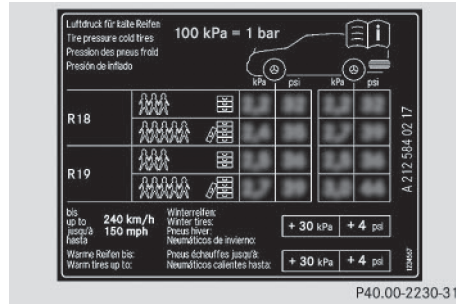 Luftdruck für kalte Reifen
Tire pressure cold tires
Pression des pneus froid
Presión de inflado
100 kPa = 1 bar
i
kPa psi kPa psi
R18
R19
A 212 584 02 17
bis
up to
jusqu'à
hasta
240 km/h
150 mph
Winterreifen:
Winter tires:
Pneus hiver:
Neumáticos de invierno:
+ 30 kPa + 4 psi
Warme Reifen bis:
Warm tires up to:
Pneus échauffes jusqu'à:
Neumáticos calientes hasta:
+ 30 kPa + 4 psi
1234567
P40.00-2230-31